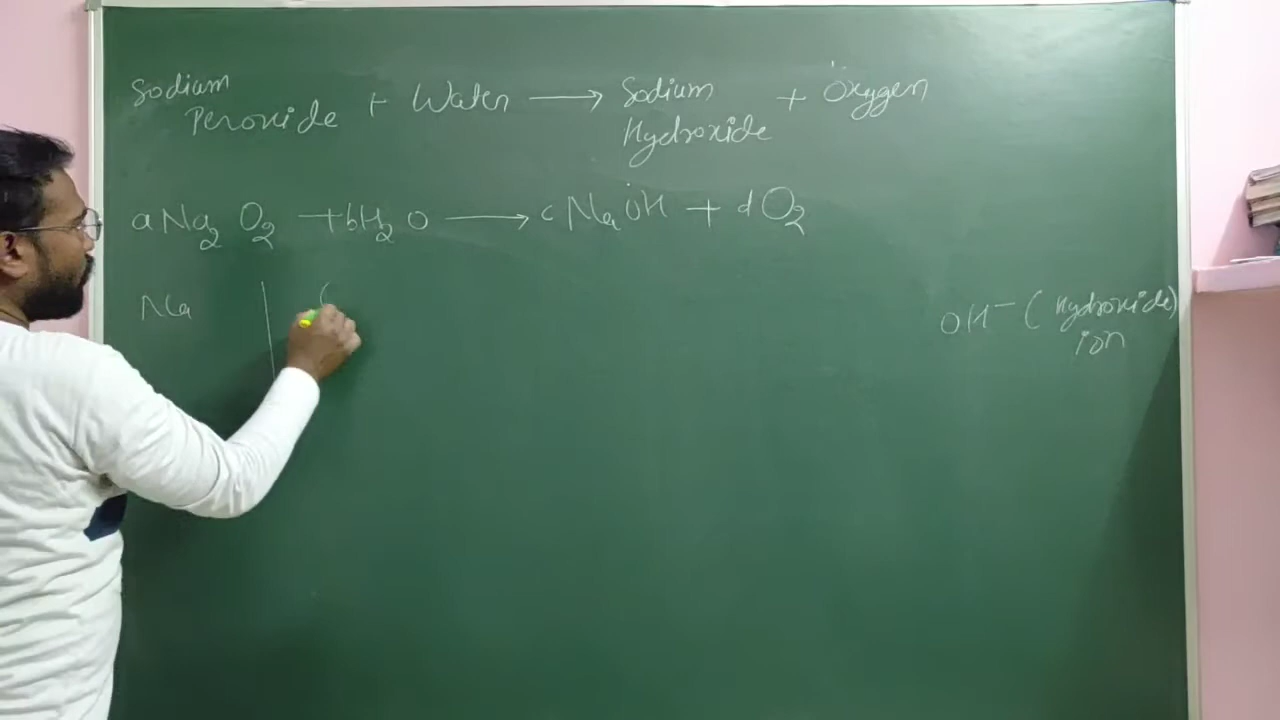 Sodium Peroxide + Water ⟶ Sodium Hydroxide + Oxygen
aNa₂O₂ + bH₂O ⟶ cNaOH + dO₂
Na | (
OH⁻ (Hydroxide) ion